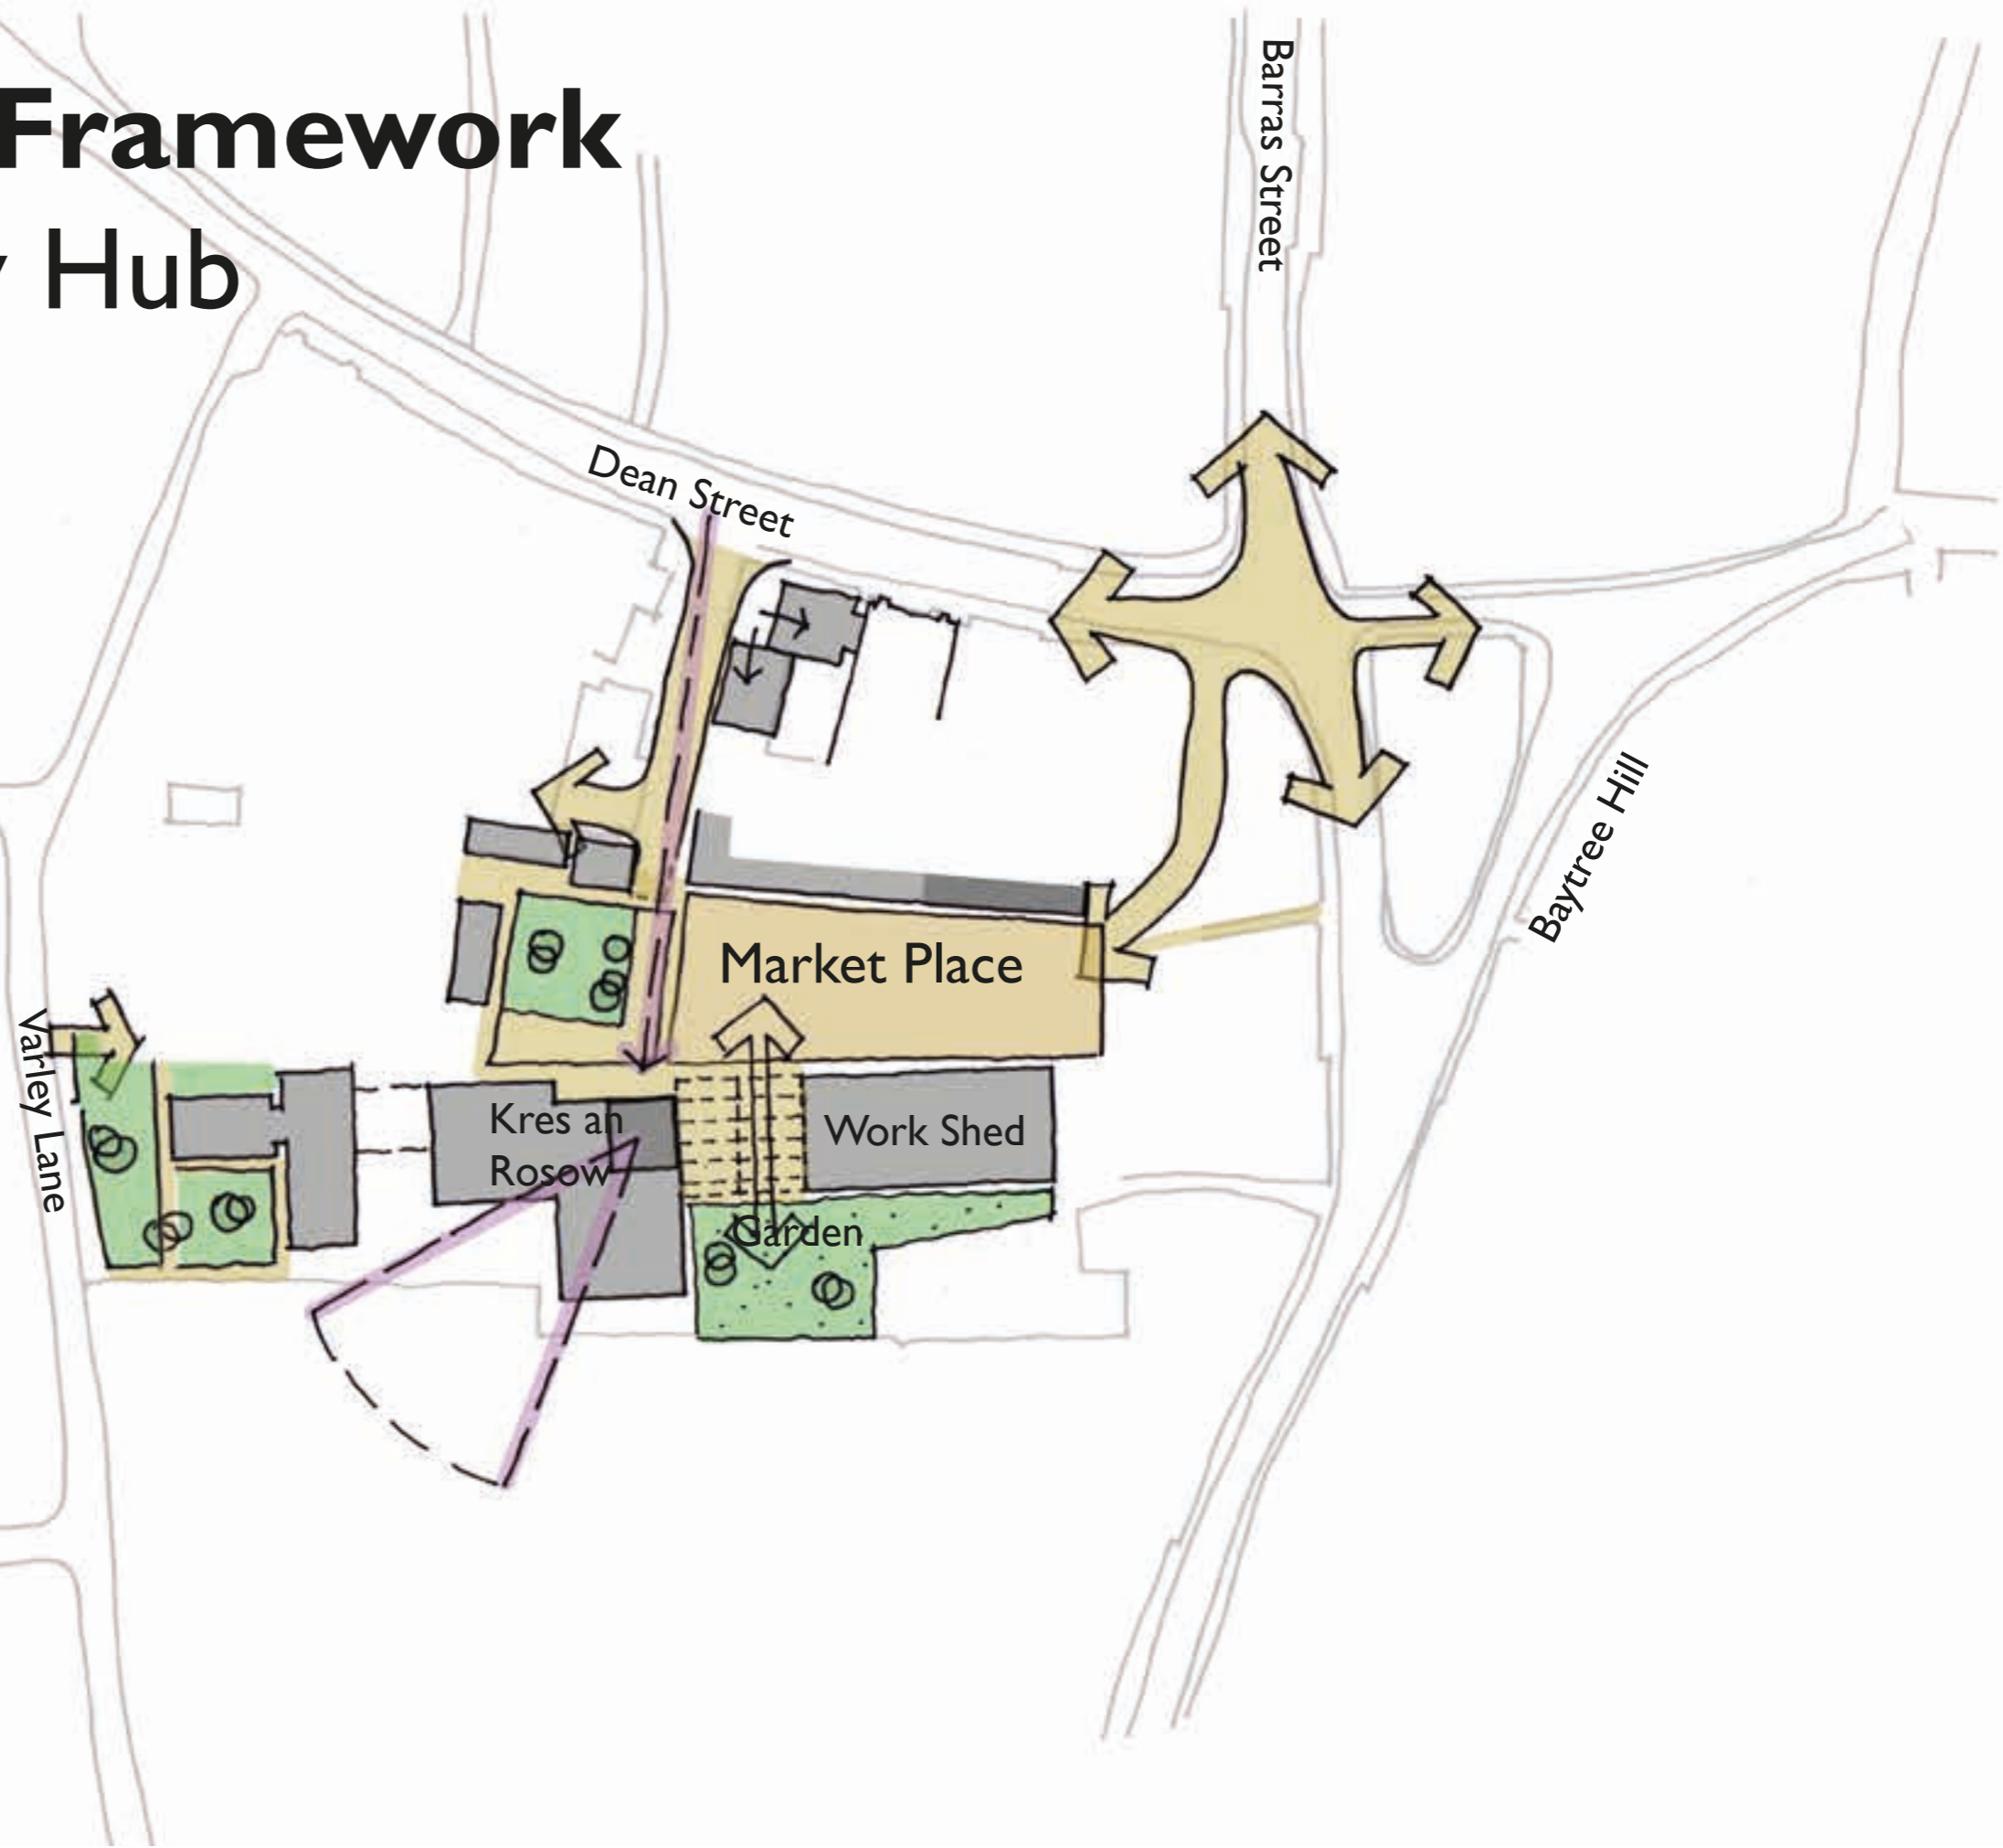 Framework
Hub
Barras Street
Dean Street
Baytree Hill
Market Place
Varley Lane
Kres an
Rosow
Work Shed
Garden